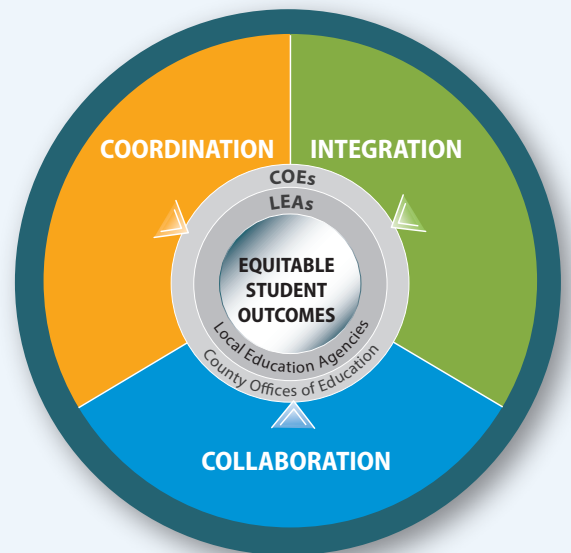 COORDINATION
INTEGRATION
COEs
LEAs
EQUITABLE
STUDENT
OUTCOMES
Local Education Agencies
County Offices of Education
COLLABORATION